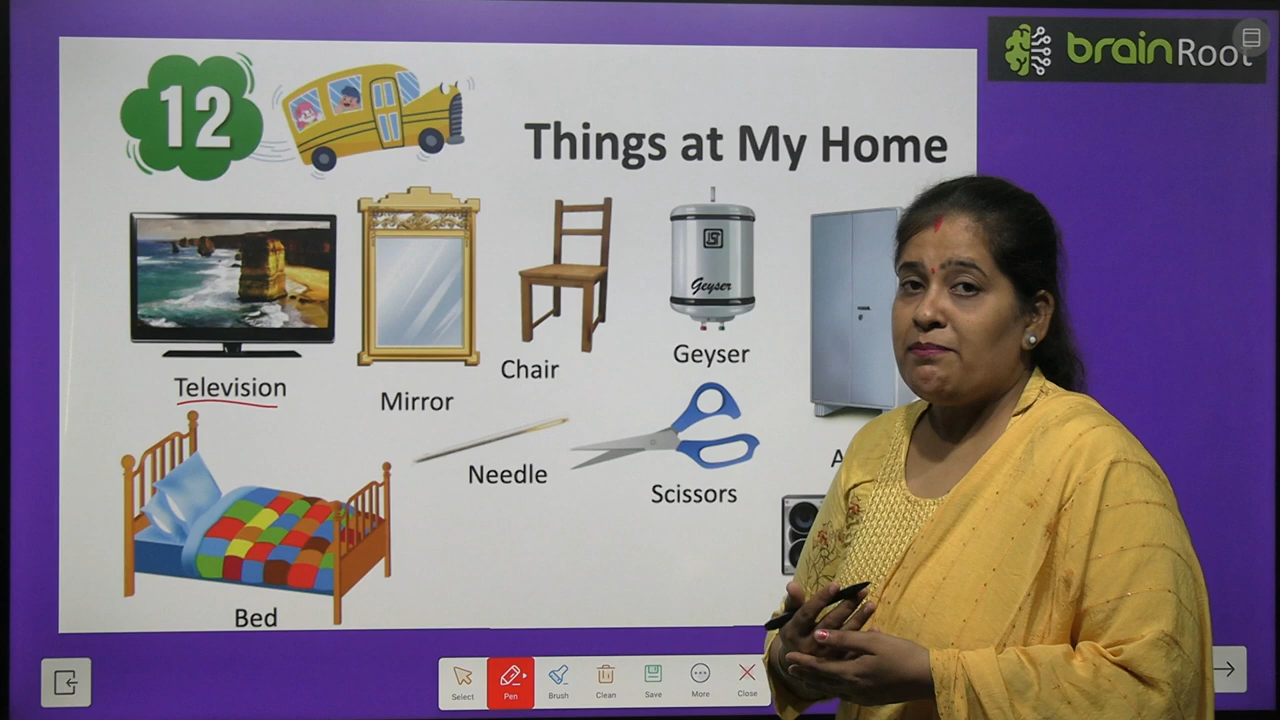 brainRoot
12
Things at My Home
Geyser
Television
Mirror
Chair
Geyser
Needle
Scissors
Bed
Select
Pen
Brush
Clean
Save
More
Close